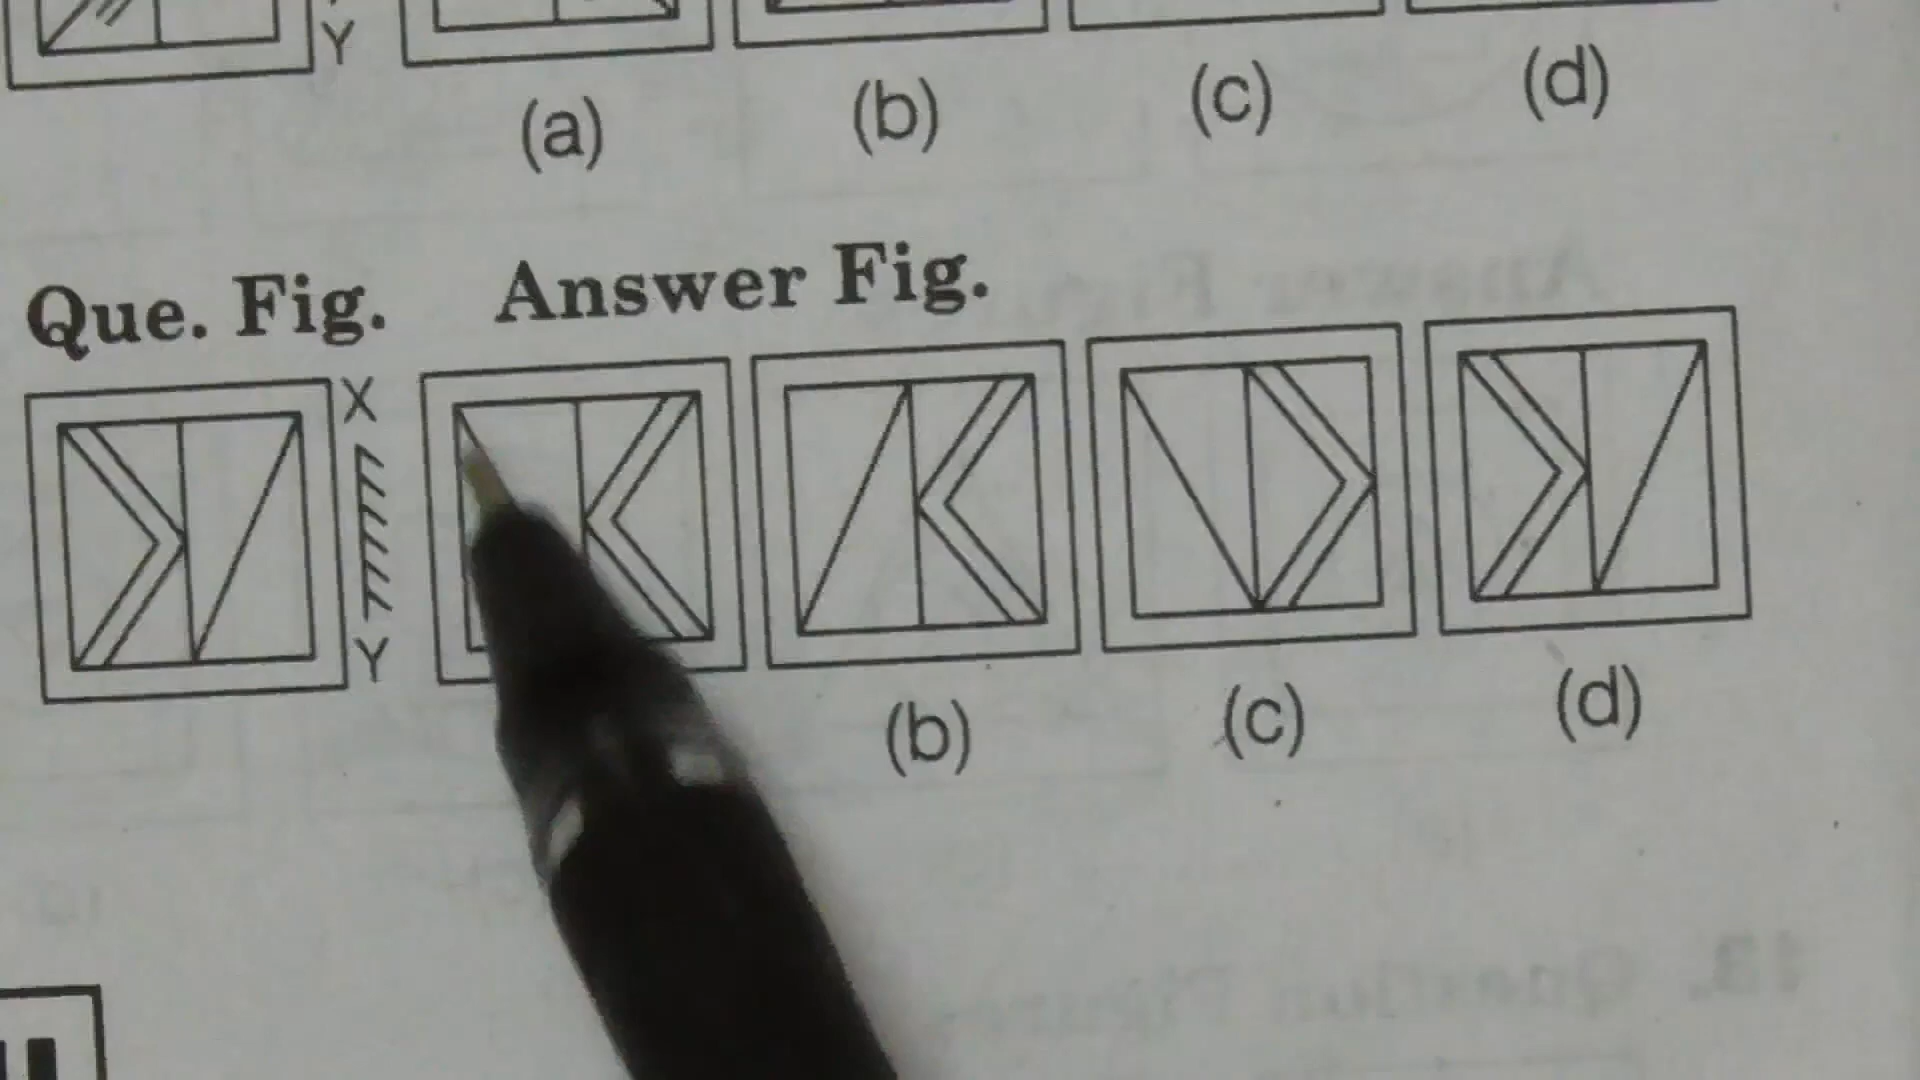 Y
(a) (b) (c) (d)
Que. Fig. Answer Fig.
X
Y
(b) (c) (d)